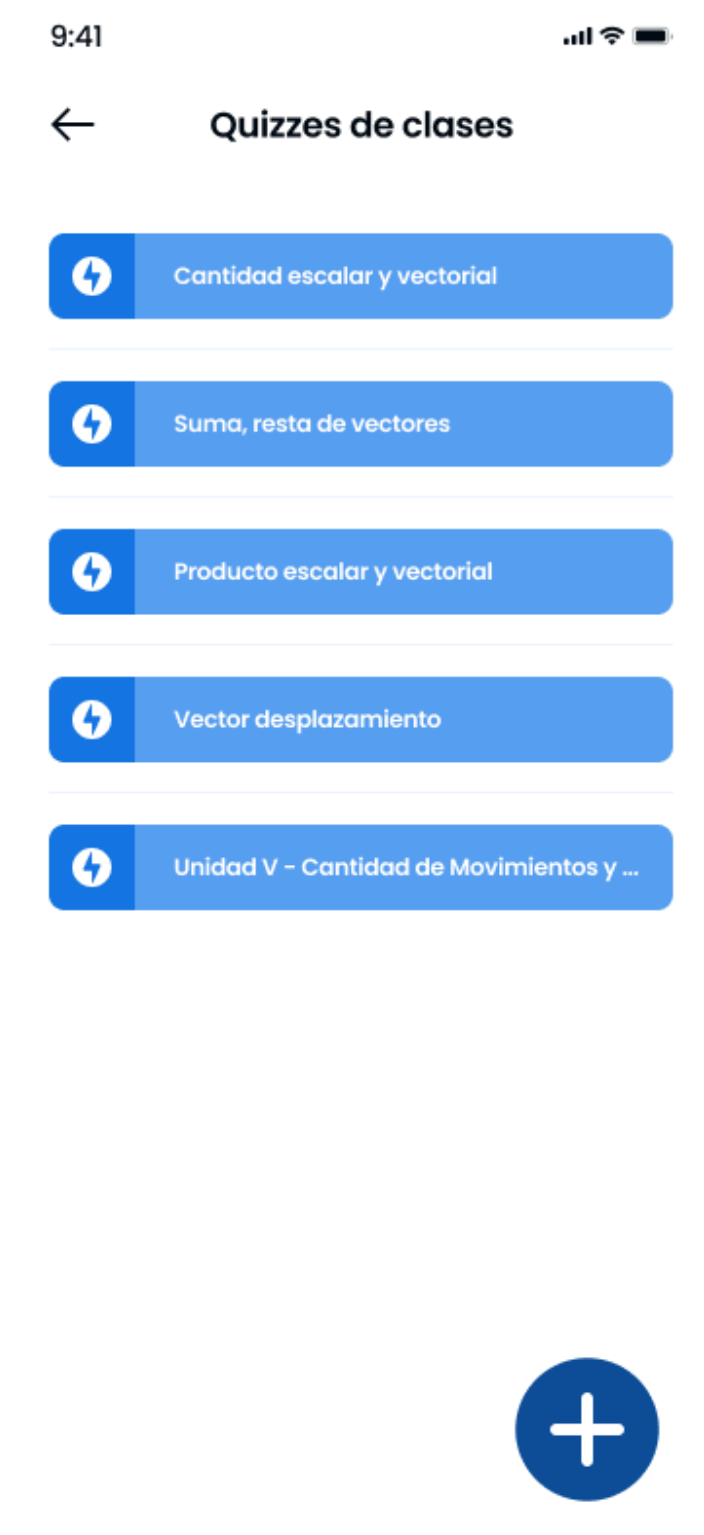 9:41
Quizzes de clases
Cantidad escalar y vectorial
Suma, resta de vectores
Producto escalar y vectorial
Vector desplazamiento
Unidad V - Cantidad de Movimientos y ...